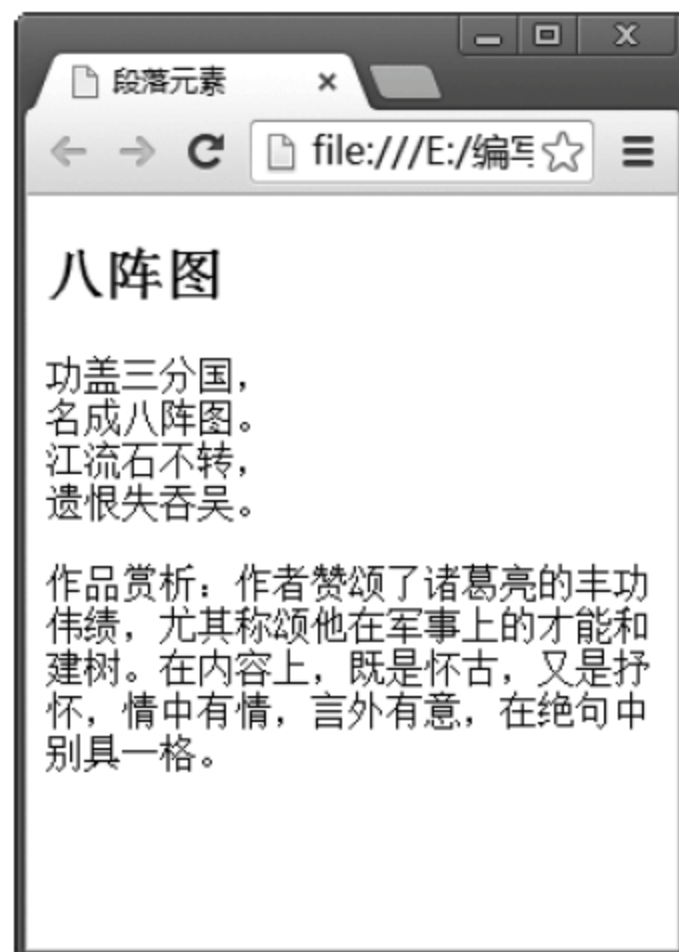 段落元素
file:///E:/编写
八阵图
功盖三分国，
名成八阵图。
江流石不转，
遗恨失吞吴。
作品赏析：作者赞颂了诸葛亮的丰功
伟绩，尤其称颂他在军事上的才能和
建树。在内容上，既是怀古，又是抒
怀，情中有情，言外有意，在绝句中
别具一格。